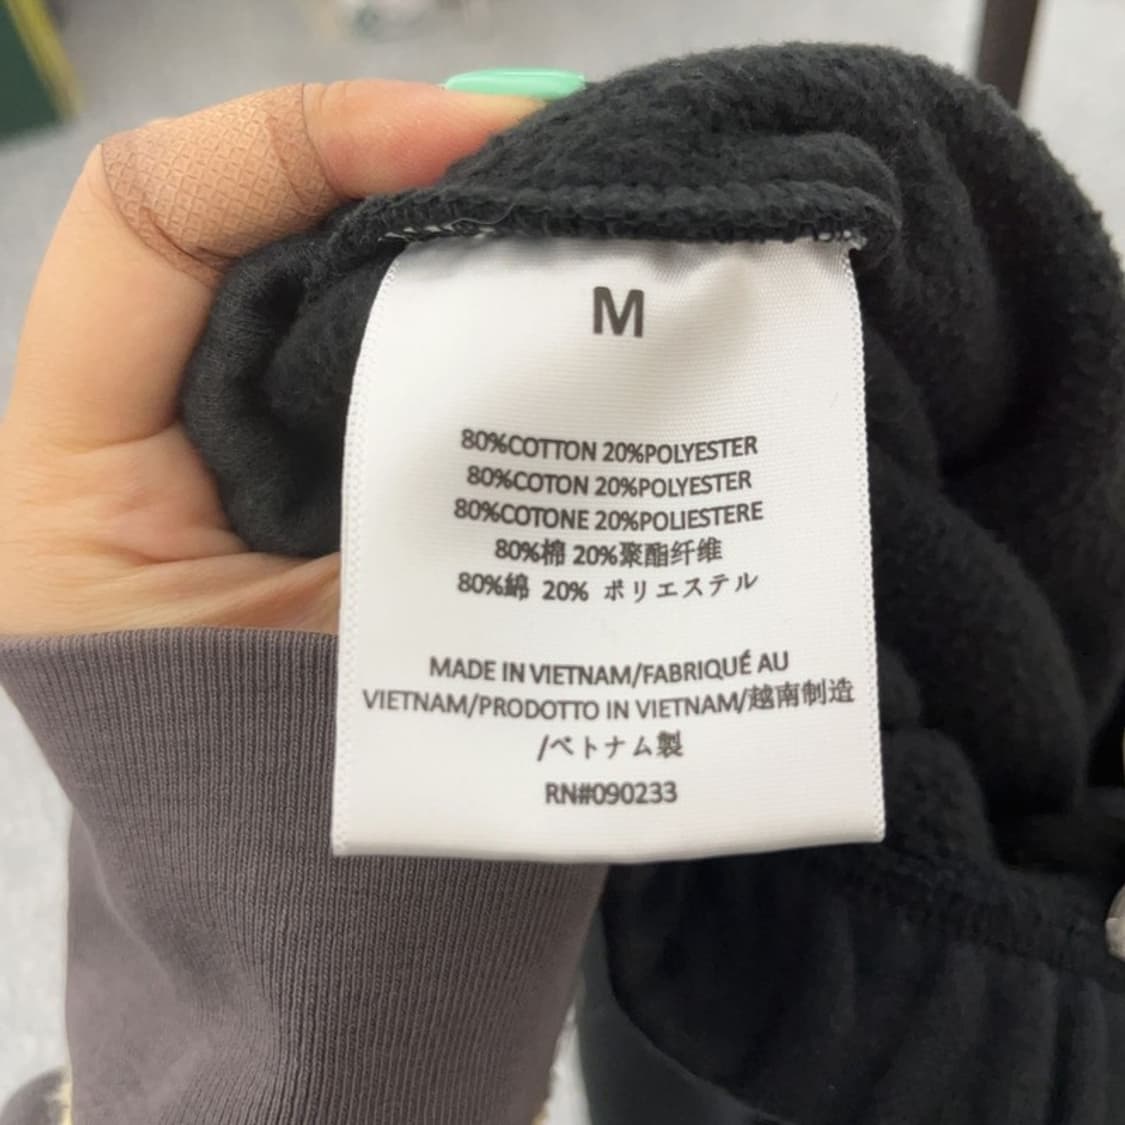 M
80%COTTON 20%POLYESTER
80%COTON 20%POLYESTER
80%COTONE 20%POLIESTERE
80%棉 20%聚酯纤维
80%綿 20% ポリエステル
MADE IN VIETNAM/FABRIQUÉ AU
VIETNAM/PRODOTTO IN VIETNAM/越南制造
/ベトナム製
RN#090233